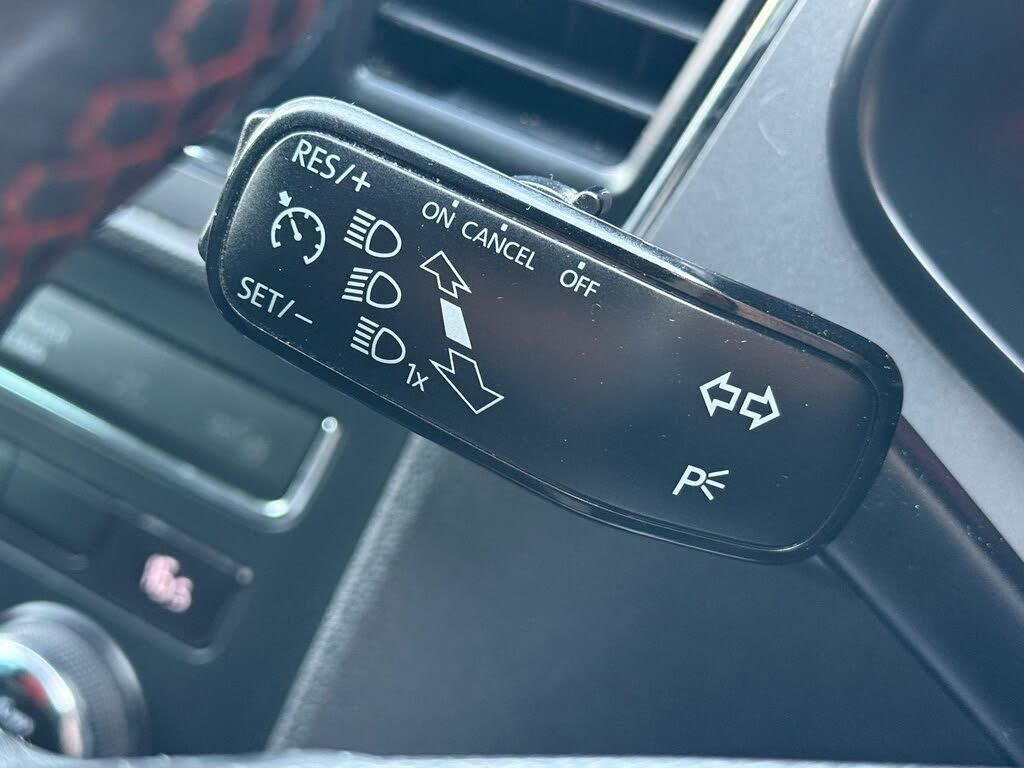 RES/+
ON CANCEL OFF
SET/-
1x
P